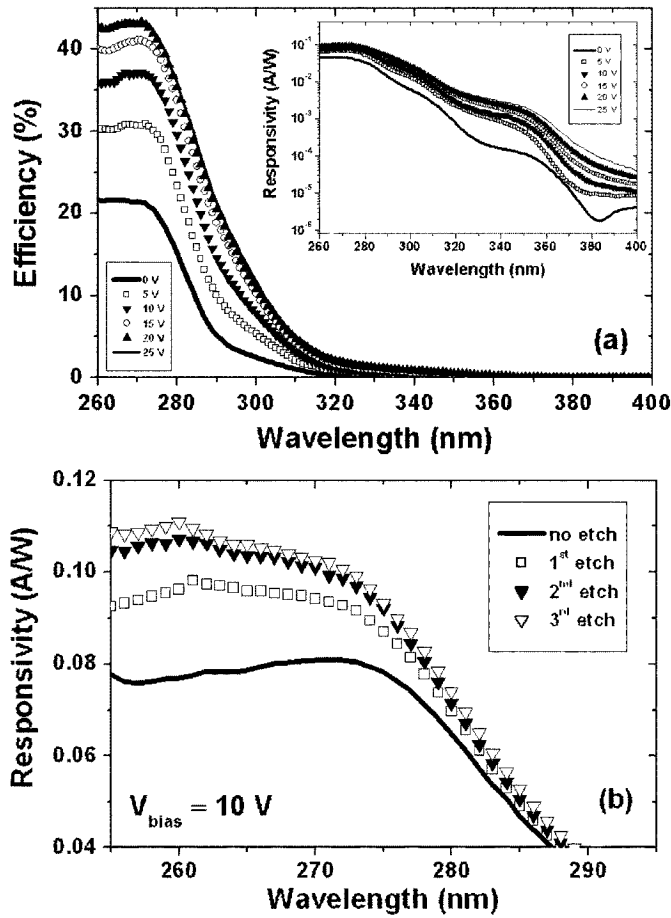 Efficiency (%)
40
30
20
10
0
260 280 300 320 340 360 380 400
Wavelength (nm)
0 V
5 V
10 V
15 V
20 V
25 V
(a)
Responsivity (A/W)
10⁻¹
10⁻²
10⁻³
10⁻⁴
10⁻⁵
10⁻⁶
260 280 300 320 340 360 380 400
Wavelength (nm)
0 V
5 V
10 V
15 V
20 V
25 V
Responsivity (A/W)
0.12
0.10
0.08
0.06
0.04
260 270 280 290
Wavelength (nm)
no etch
1st etch
2nd etch
3rd etch
V bias = 10 V
(b)